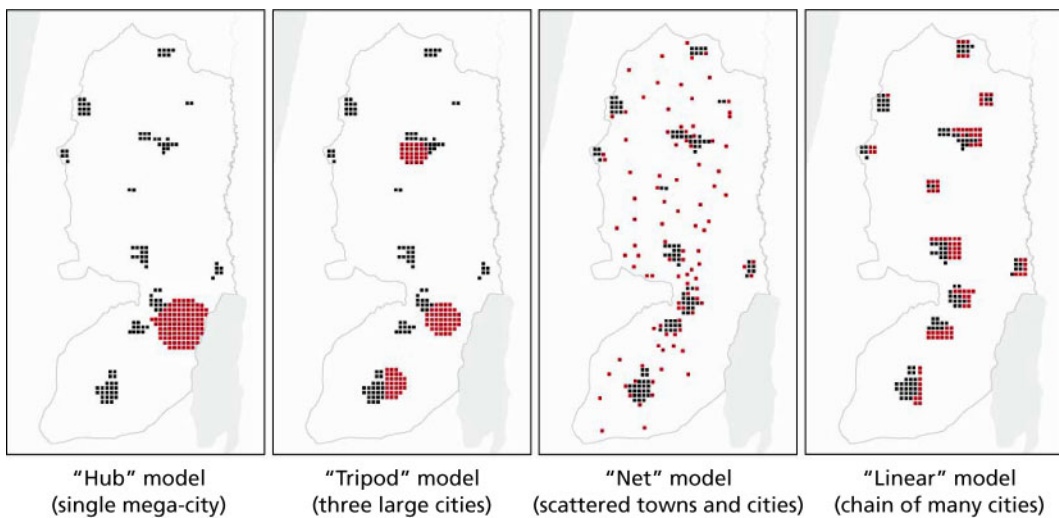 "Hub" model
(single mega-city)
"Tripod" model
(three large cities)
"Net" model
(scattered towns and cities)
"Linear" model
(chain of many cities)